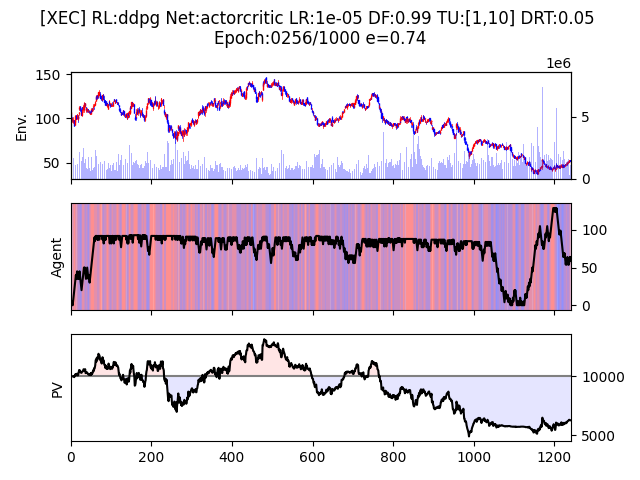 [XEC] RL:ddpg Net:actorcritic LR:1e-05 DF:0.99 TU:[1,10] DRT:0.05
Epoch:0256/1000 e=0.74
1e6
150
100
50
Env.
5
0
Agent
100
50
0
PV
10000
5000
0 200 400 600 800 1000 1200